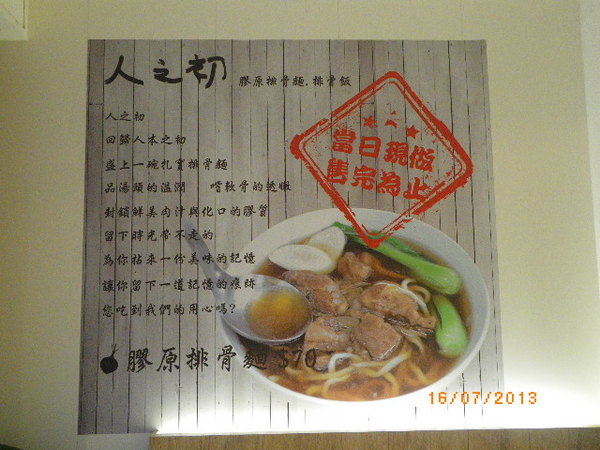 人之初 膠原排骨麵.排骨飯
人之初
回歸人本之初
盛上一碗扎實排骨麵
品湯頭的溫潤 嚐軟骨的透嫩
封鎖鮮美肉汁與化口的膠質
留下時光帶不走的
為你拈來一份美味的記憶
讓你留下一道記憶的痕跡
您吃到我們的用心嗎?
膠原排骨麵 $70
當日現做
售完為止
16/07/2013